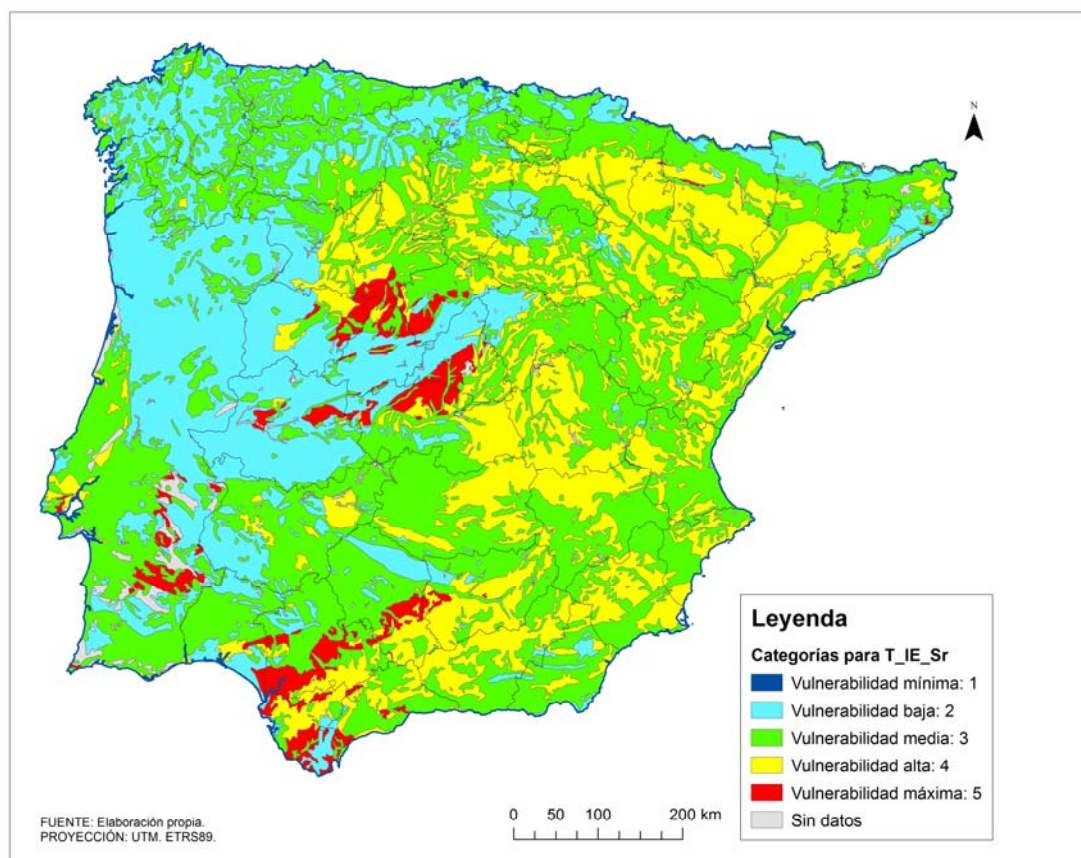 N
Leyenda
Categorías para T_IE_Sr
Vulnerabilidad mínima: 1
Vulnerabilidad baja: 2
Vulnerabilidad media: 3
Vulnerabilidad alta: 4
Vulnerabilidad máxima: 5
Sin datos
FUENTE: Elaboración propia.
PROYECCIÓN: UTM. ETRS89.
0 50 100 200 km